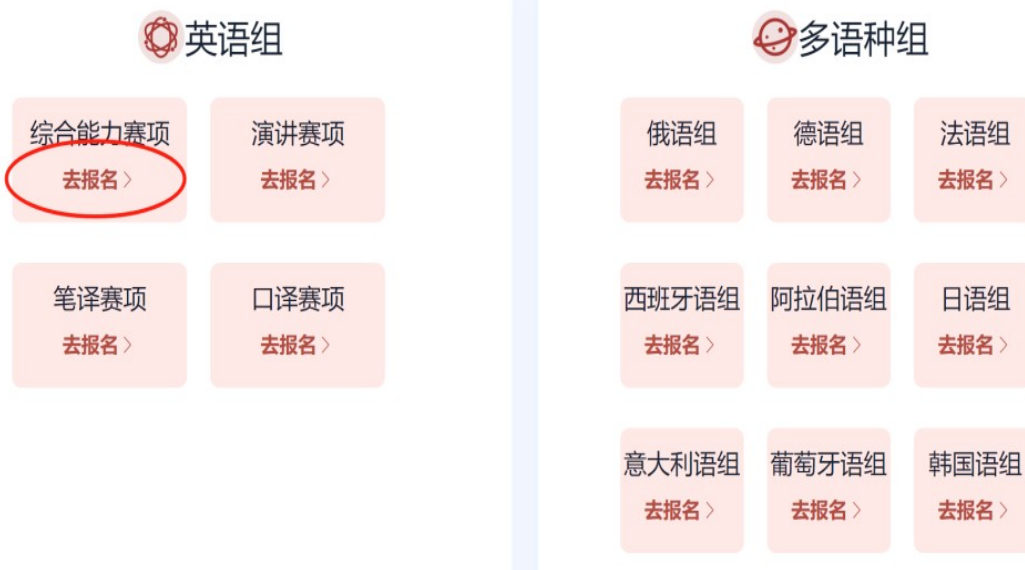 英语组
综合能力赛项
去报名〉
演讲赛项
去报名〉
笔译赛项
去报名〉
口译赛项
去报名〉
多语种组
俄语组
去报名〉
德语组
去报名〉
法语组
去报名〉
西班牙语组
去报名〉
阿拉伯语组
去报名〉
日语组
去报名〉
意大利语组
去报名〉
葡萄牙语组
去报名〉
韩国语组
去报名〉